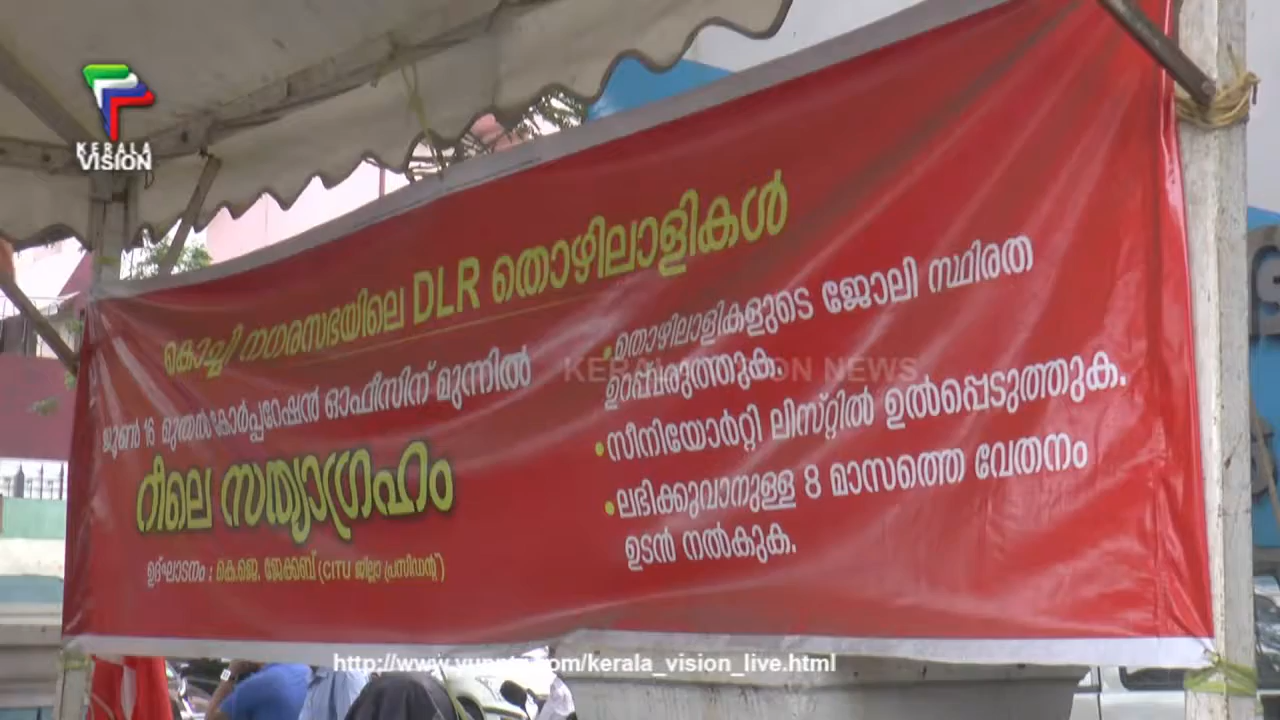 KERALA
VISION
കൊച്ചി നഗരസഭയിലെ DLR തൊഴിലാളികൾ
ജൂൺ 16 മുതൽ കോർപ്പറേഷൻ ഓഫീസിന് മുന്നിൽ
റീലെ സത്യാഗ്രഹം
ഉദ്ഘാടനം : കെ.ജെ. ജേക്കബ് (CITU ജില്ലാ പ്രസിഡന്റ്)
• തൊഴിലാളികളുടെ ജോലി സ്ഥിരത
ഉറപ്പുവരുത്തുക.
• സീനിയോർറ്റി ലിസ്റ്റിൽ ഉൽപ്പെടുത്തുക.
• ലഭിക്കുവാനുള്ള 8 മാസത്തെ വേതനം
ഉടൻ നൽകുക.
KERALA VISION NEWS
http://www.yupptv.com/kerala_vision_live.html